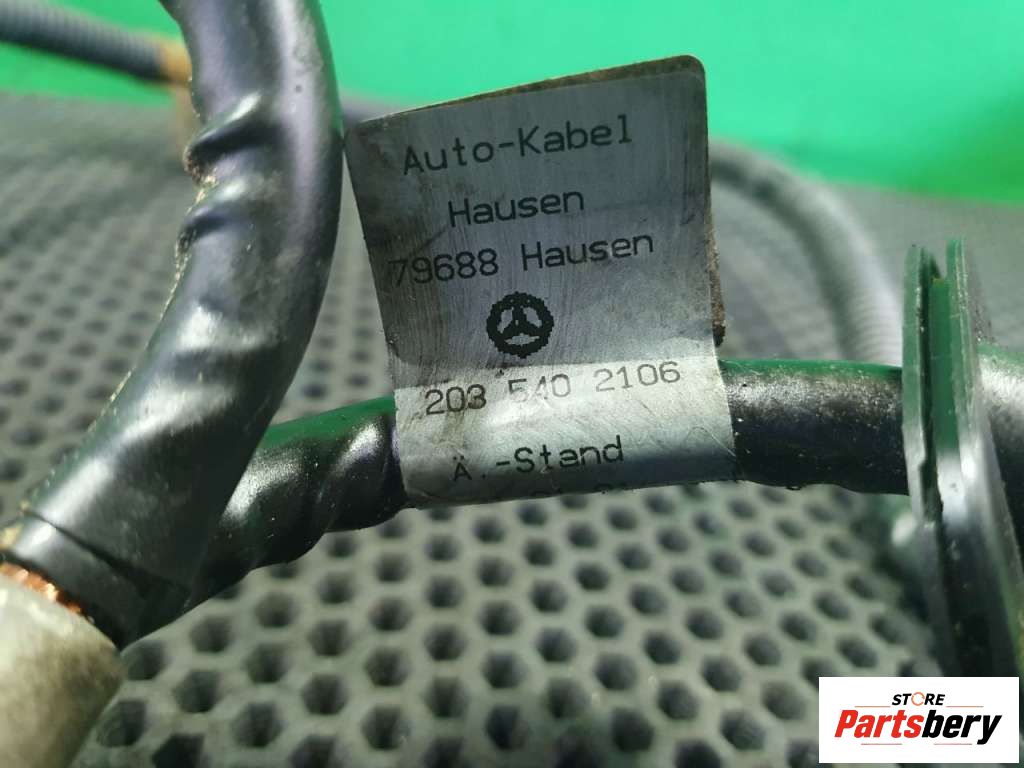 Auto-Kabel
Hausen
79688 Hausen
203 540 2106
Ä.-Stand
STORE
Partsbery